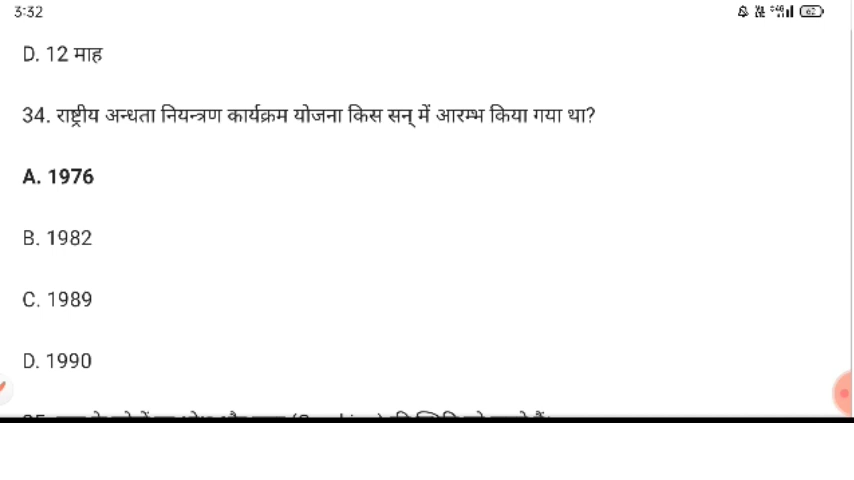 3:32
D. 12 माह
34. राष्ट्रीय अन्धता नियन्त्रण कार्यक्रम योजना किस सन् में आरम्भ किया गया था?
A. 1976
B. 1982
C. 1989
D. 1990